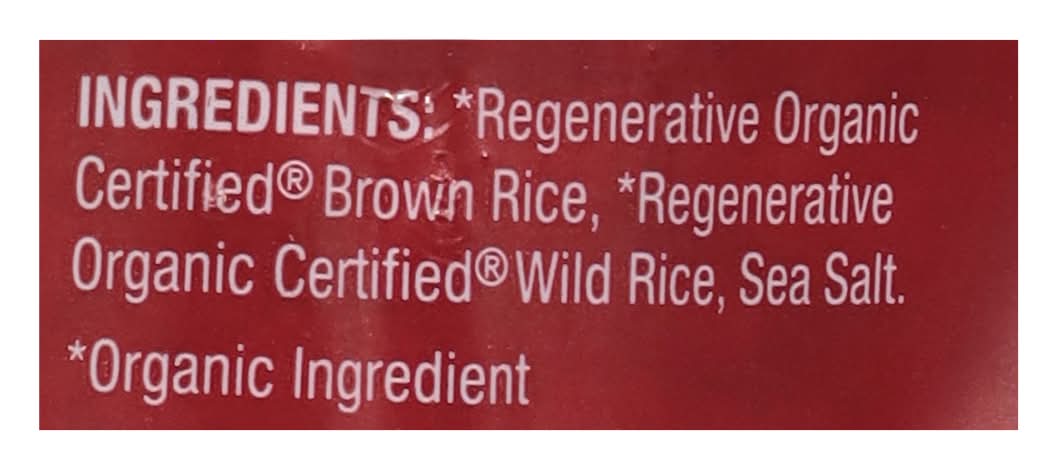 INGREDIENTS: *Regenerative Organic
Certified® Brown Rice, *Regenerative
Organic Certified® Wild Rice, Sea Salt.
*Organic Ingredient